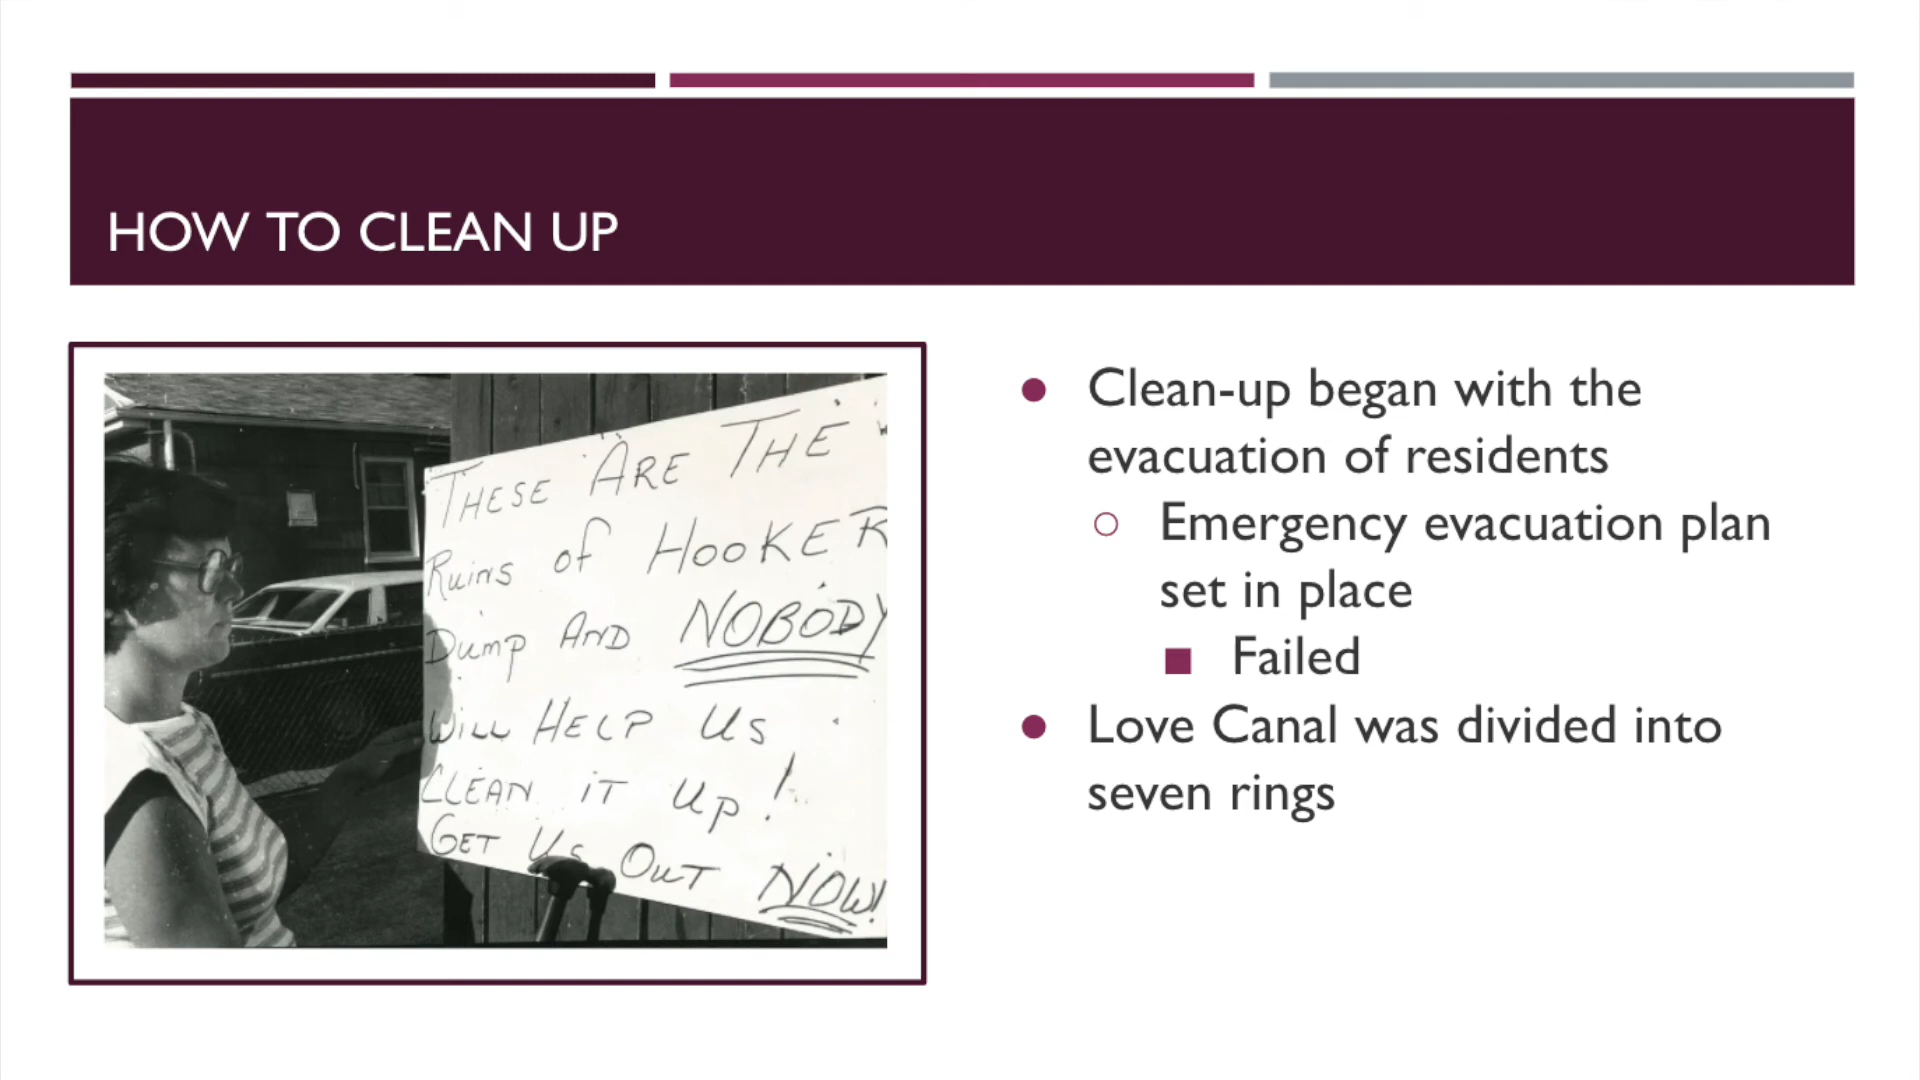 HOW TO CLEAN UP
THESE ARE THE
RUINS OF HOOKER
DUMP AND NOBODY
WILL HELP US
CLEAN IT UP!
GET US OUT NOW!
Clean-up began with the
evacuation of residents
Emergency evacuation plan
set in place
Failed
Love Canal was divided into
seven rings